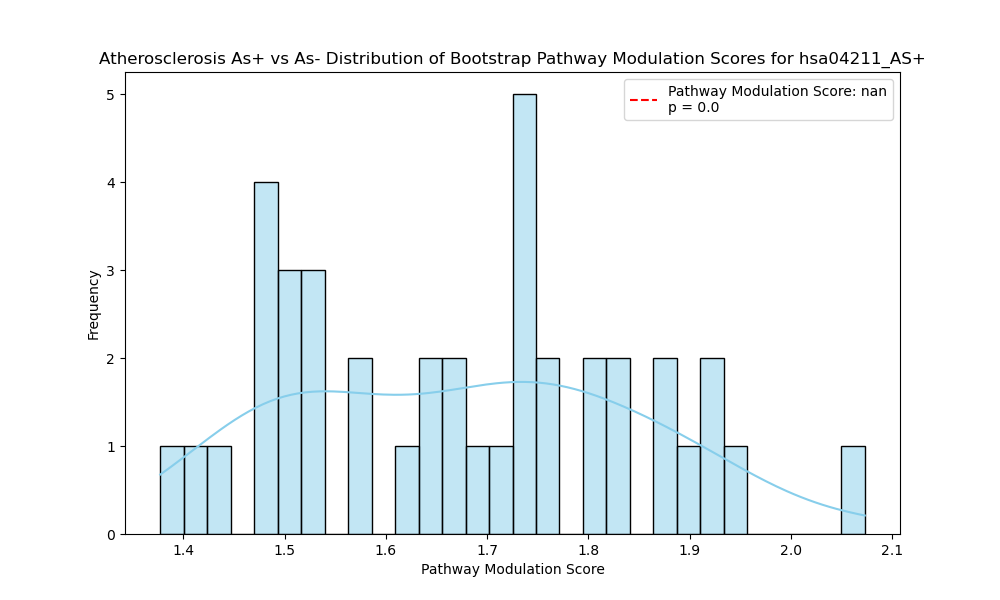 Atherosclerosis As+ vs As- Distribution of Bootstrap Pathway Modulation Scores for hsa04211_AS+
Pathway Modulation Score: nan
p = 0.0
Frequency
5
4
3
2
1
0
1.4 1.5 1.6 1.7 1.8 1.9 2.0 2.1
Pathway Modulation Score